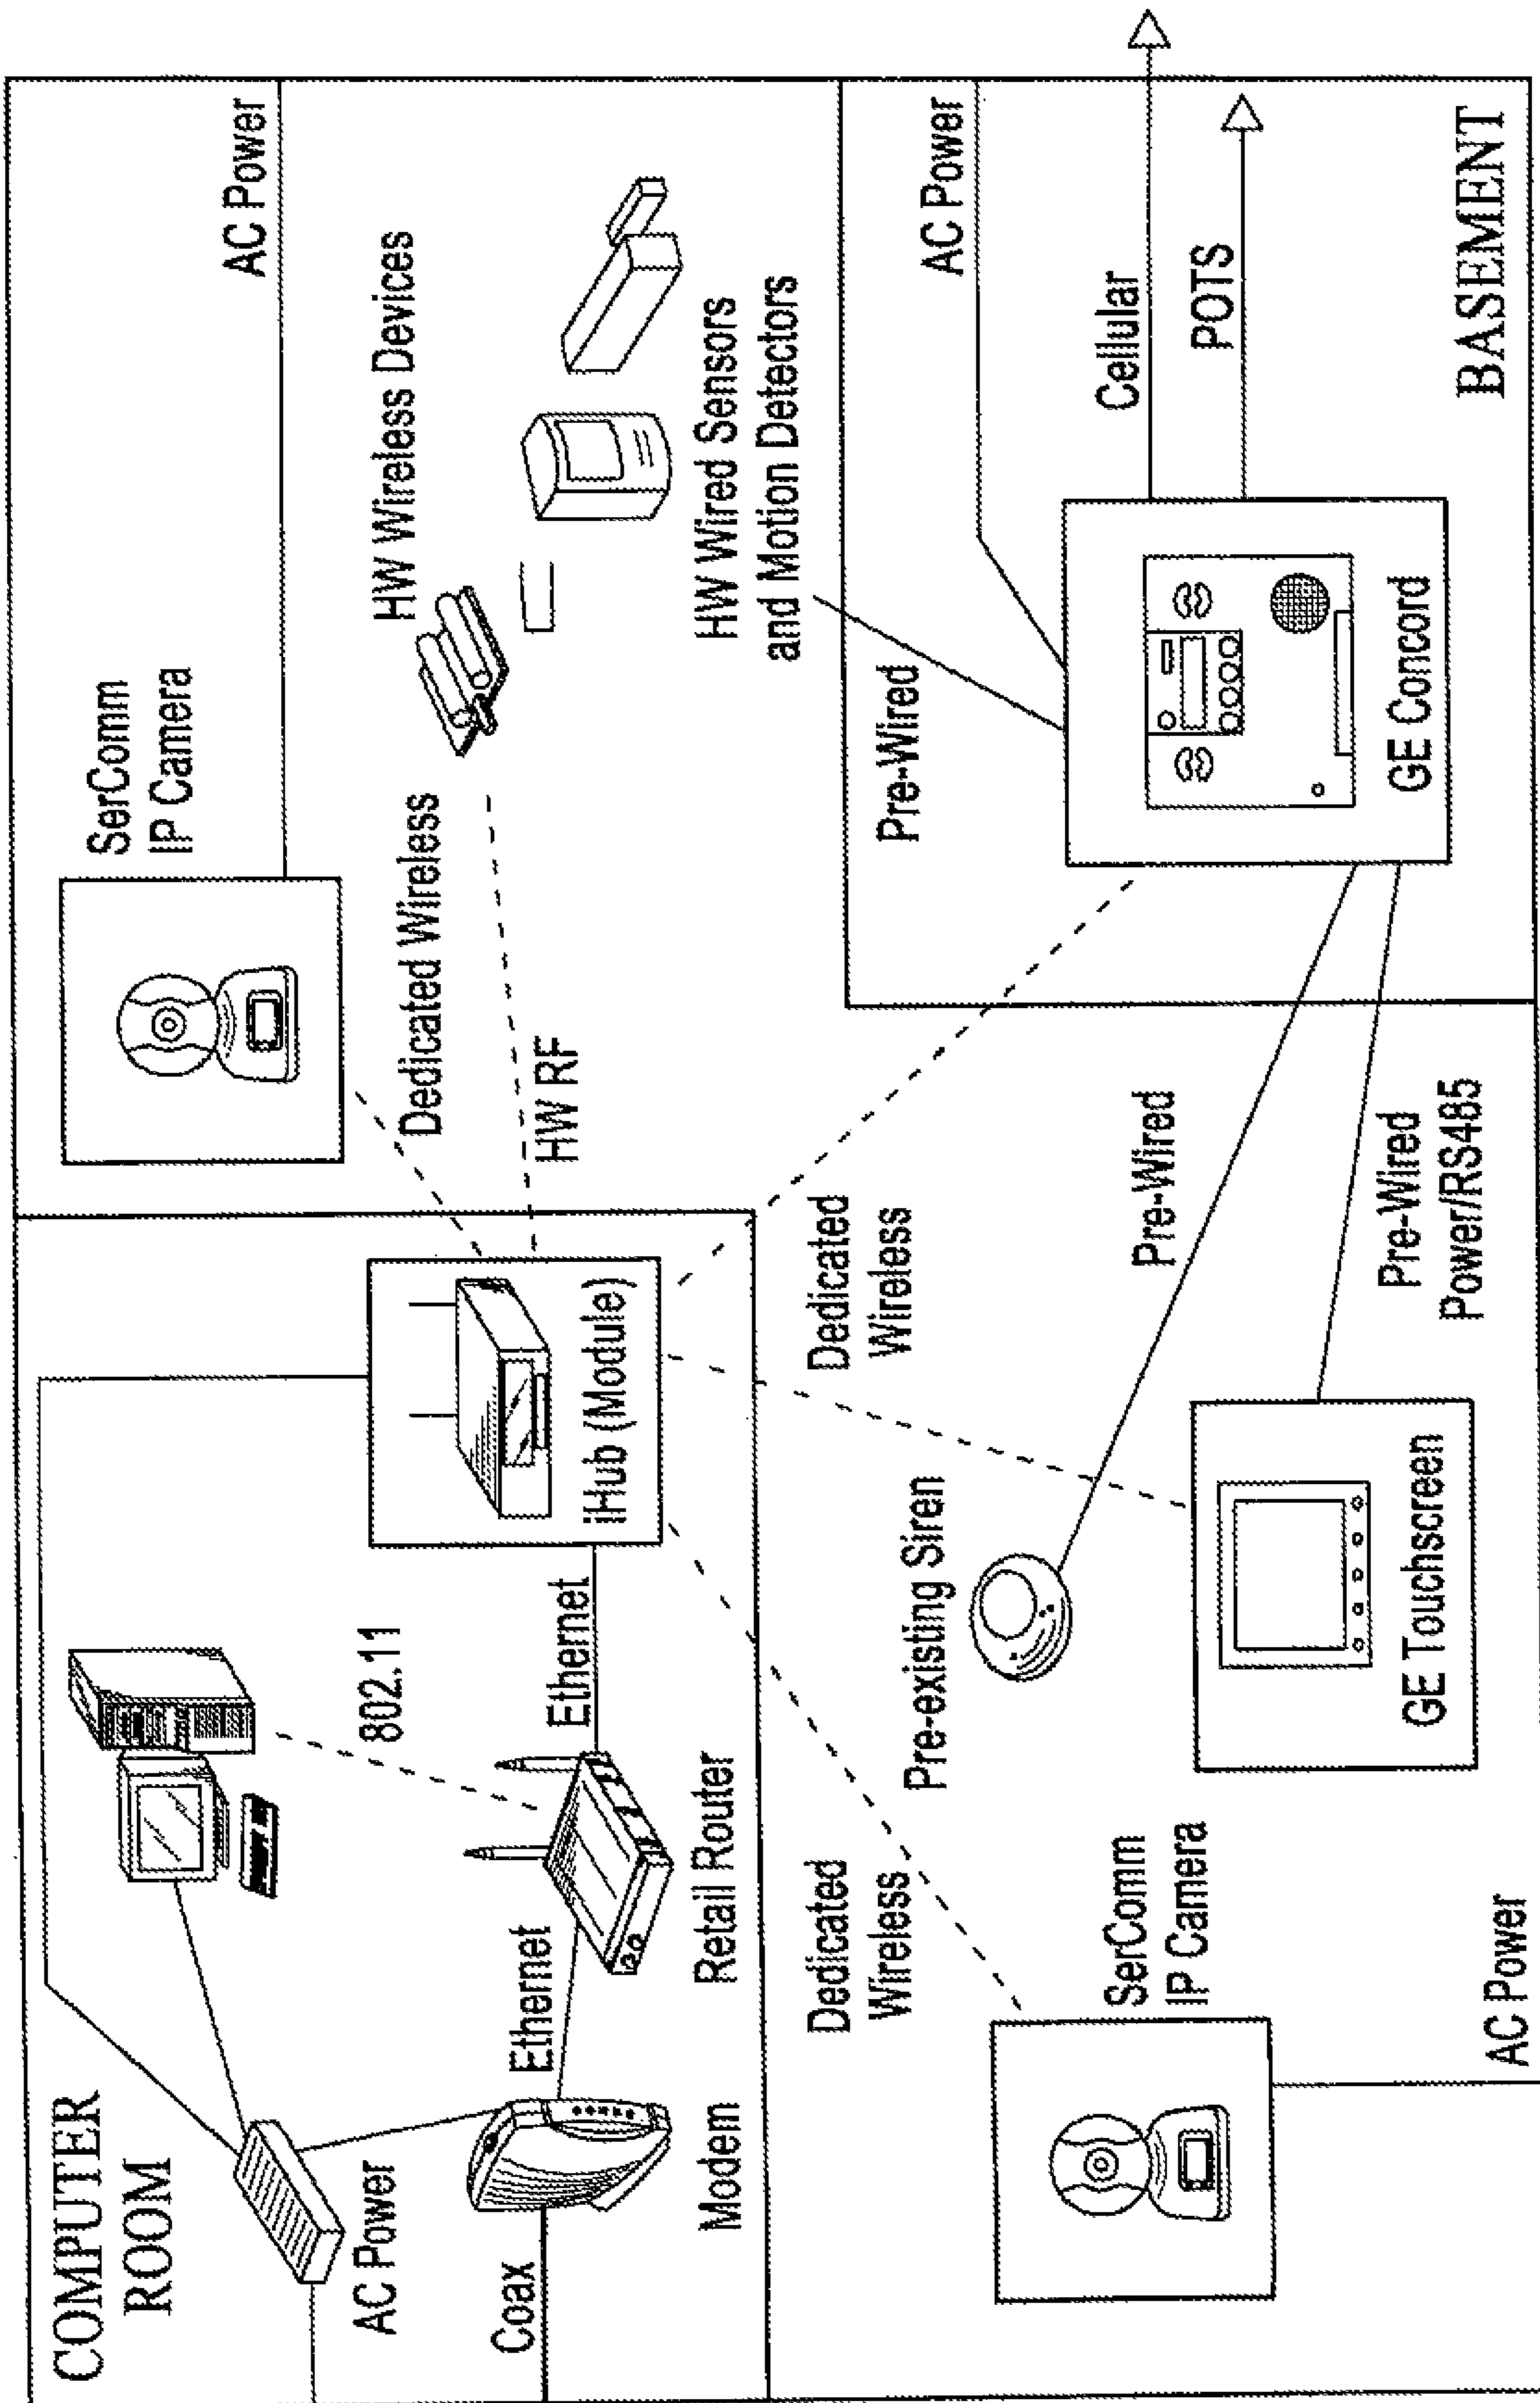 COMPUTER
ROOM
AC Power
Coax
Modem
Ethernet
Retail Router
802.11
Ethernet
iHub (Module)
SerComm
IP Camera
AC Power
Dedicated Wireless
HW RF
HW Wireless Devices
HW Wired Sensors
and Motion Detectors
Dedicated
Wireless
SerComm
IP Camera
AC Power
Pre-existing Siren
GE Touchscreen
Dedicated
Wireless
Pre-Wired
Pre-Wired
Power/RS485
Pre-Wired
AC Power
Cellular
POTS
GE Concord
BASEMENT